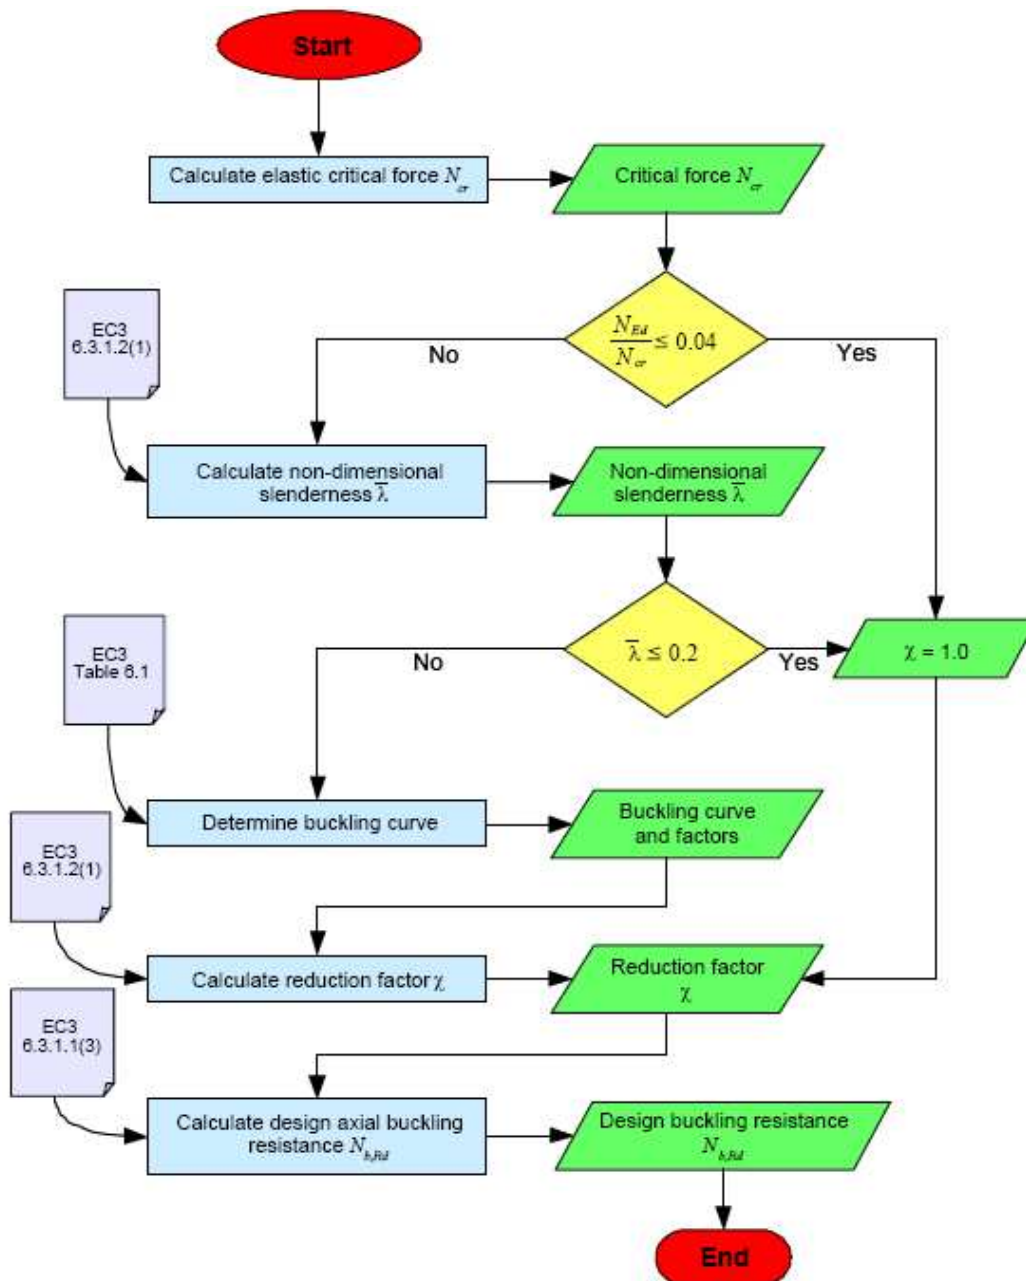 Start
Calculate elastic critical force N_cr
Critical force N_cr
EC3
6.3.1.2(1)
N_Ed
N_cr
≤ 0.04
No
Yes
Calculate non-dimensional
slenderness λ̅
Non-dimensional
slenderness λ̅
EC3
Table 6.1
λ̅ ≤ 0.2
No
Yes
χ = 1.0
Determine buckling curve
Buckling curve
and factors
EC3
6.3.1.2(1)
Calculate reduction factor χ
Reduction factor
χ
EC3
6.3.1.1(3)
Calculate design axial buckling
resistance N_b,Rd
Design buckling resistance
N_b,Rd
End